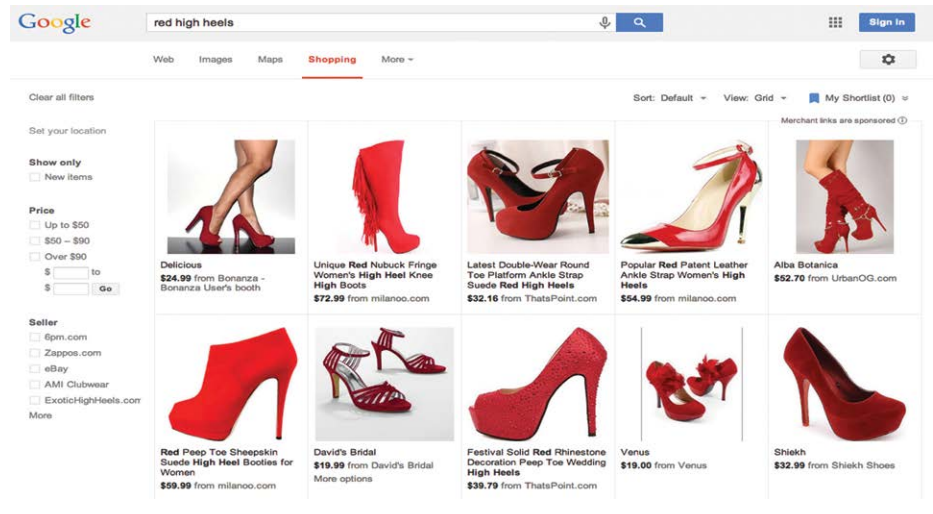 Google
red high heels
Sign In
Web Images Maps Shopping More
Clear all filters
Sort: Default View: Grid My Shortlist (0)
Merchant links are sponsored
Set your location
Show only
New items
Price
Up to $50
$50 – $90
Over $90
$ to
$ Go
Seller
6pm.com
Zappos.com
eBay
AMI Clubwear
ExoticHighHeels.com
More
Delicious
$24.99 from Bonanza -
Bonanza User's booth
Unique Red Nubuck Fringe
Women's High Heel Knee
High Boots
$72.99 from milanoo.com
Latest Double-Wear Round
Toe Platform Ankle Strap
Suede Red High Heels
$32.16 from ThatsPoint.com
Popular Red Patent Leather
Ankle Strap Women's High
Heels
$54.99 from milanoo.com
Alba Botanica
$52.70 from UrbanOG.com
Red Peep Toe Sheepskin
Suede High Heel Booties for
Women
$59.99 from milanoo.com
David's Bridal
$19.99 from David's Bridal
More options
Festival Solid Red Rhinestone
Decoration Peep Toe Wedding
High Heels
$39.79 from ThatsPoint.com
Venus
$19.00 from Venus
Shiekh
$32.99 from Shiekh Shoes